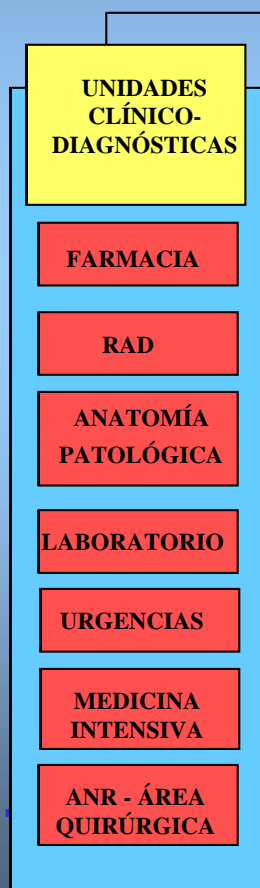 UNIDADES
CLÍNICO-
DIAGNÓSTICAS
FARMACIA
RAD
ANATOMÍA
PATOLÓGICA
LABORATORIO
URGENCIAS
MEDICINA
INTENSIVA
ANR - ÁREA
QUIRÚRGICA